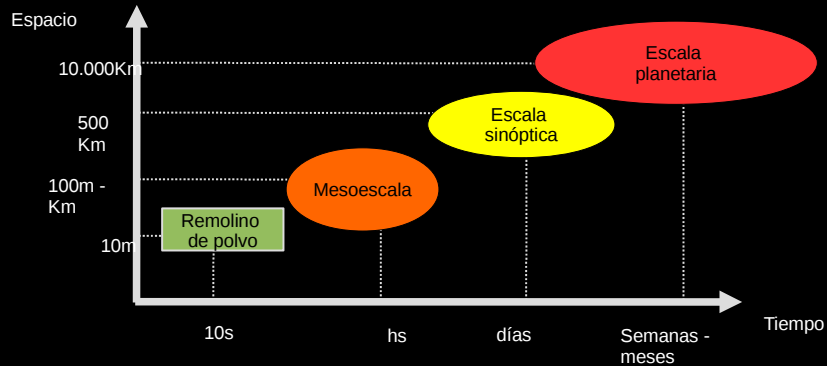 Espacio
10.000Km
500
Km
100m -
Km
10m
Escala
planetaria
Escala
sinóptica
Mesoescala
Remolino
de polvo
10s
hs
días
Semanas -
meses
Tiempo